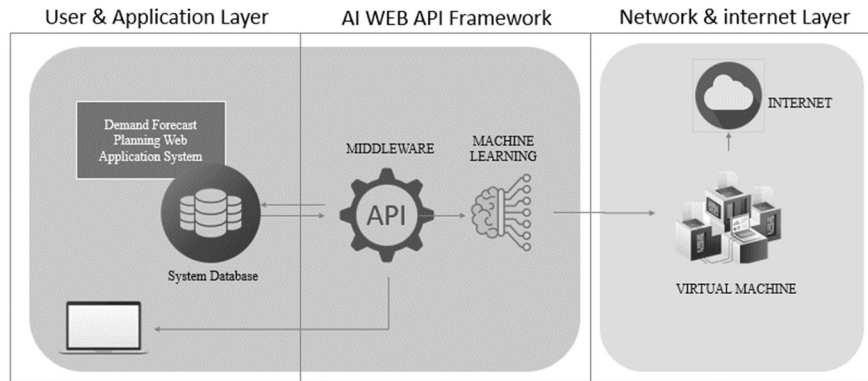 User & Application Layer
AI WEB API Framework
Network & internet Layer
Demand Forecast
Planning Web
Application System
System Database
MIDDLEWARE
API
MACHINE
LEARNING
INTERNET
VIRTUAL MACHINE